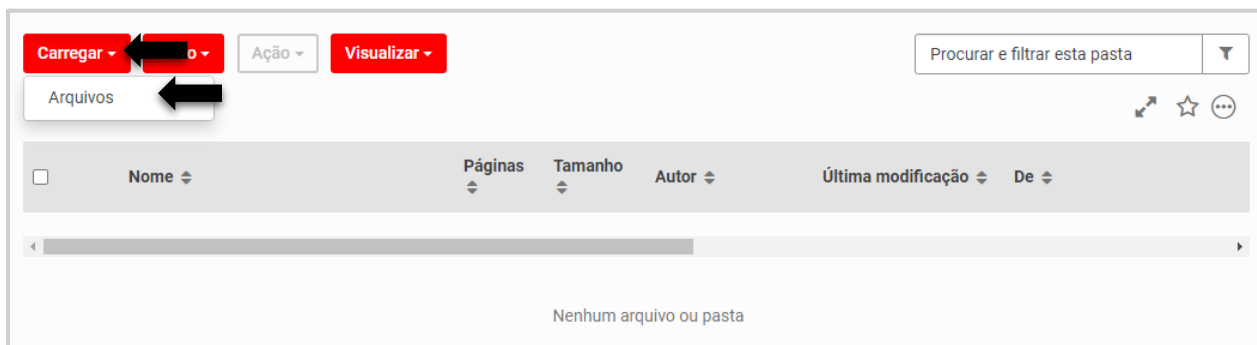 Carregar
Ação
Visualizar
Procurar e filtrar esta pasta
Arquivos
Nome
Páginas
Tamanho
Autor
Última modificação
De
Nenhum arquivo ou pasta